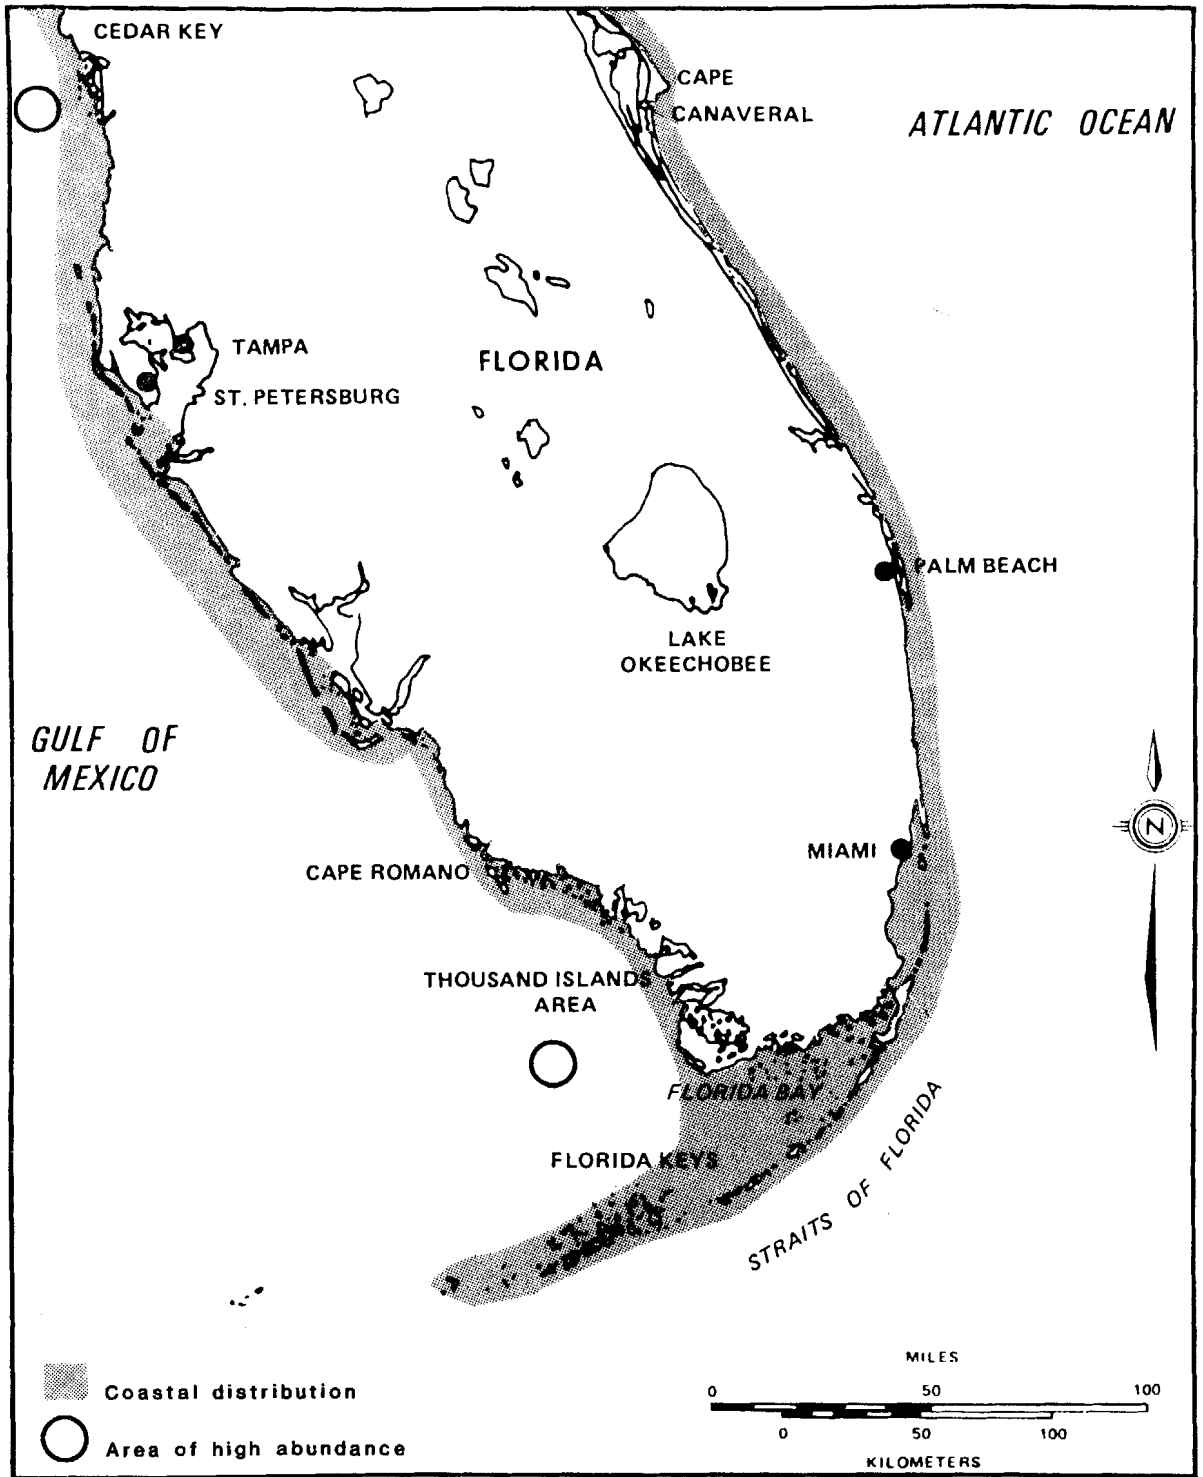 CEDAR KEY
CAPE
CANAVERAL
ATLANTIC OCEAN
TAMPA
FLORIDA
ST. PETERSBURG
PALM BEACH
LAKE
OKEECHOBEE
GULF OF
MEXICO
N
MIAMI
CAPE ROMANO
THOUSAND ISLANDS
AREA
FLORIDA BAY
FLORIDA KEYS
STRAITS OF FLORIDA
MILES
0 50 100
0 50 100
KILOMETERS
Coastal distribution
Area of high abundance